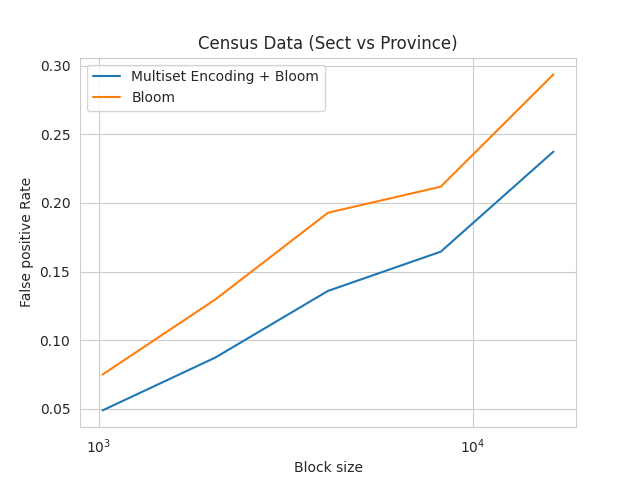 Census Data (Sect vs Province)
Multiset Encoding + Bloom
Bloom
False positive Rate
0.30
0.25
0.20
0.15
0.10
0.05
10³
10⁴
Block size